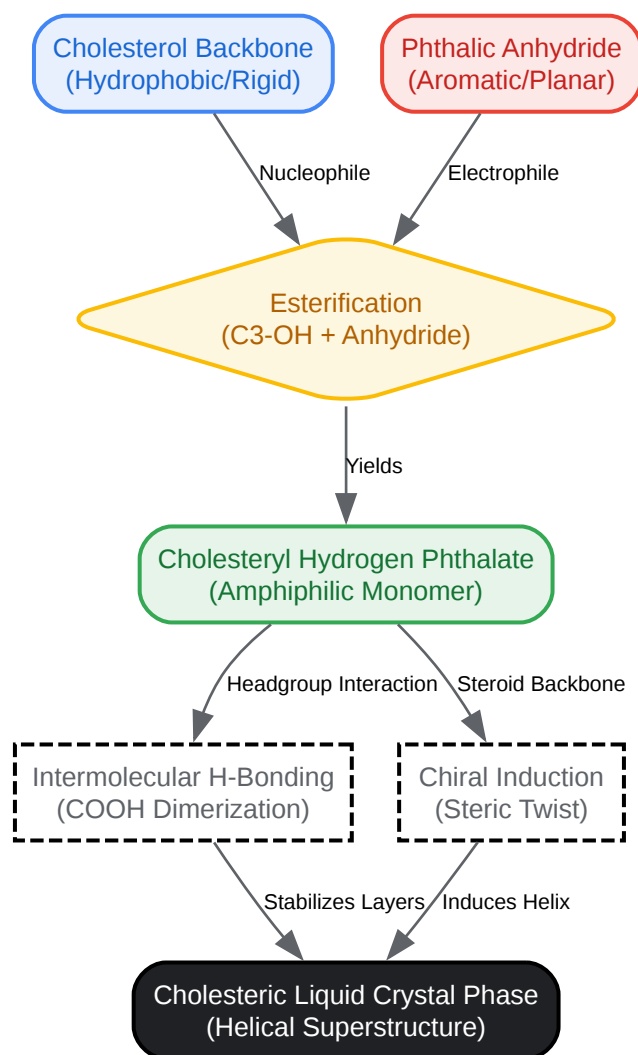 Cholesterol Backbone
(Hydrophobic/Rigid)
Phthalic Anhydride
(Aromatic/Planar)
Nucleophile
Electrophile
Esterification
(C3-OH + Anhydride)
Yields
Cholesteryl Hydrogen Phthalate
(Amphiphilic Monomer)
Headgroup Interaction
Steroid Backbone
Intermolecular H-Bonding
(COOH Dimerization)
Chiral Induction
(Steric Twist)
Stabilizes Layers
Induces Helix
Cholesteric Liquid Crystal Phase
(Helical Superstructure)